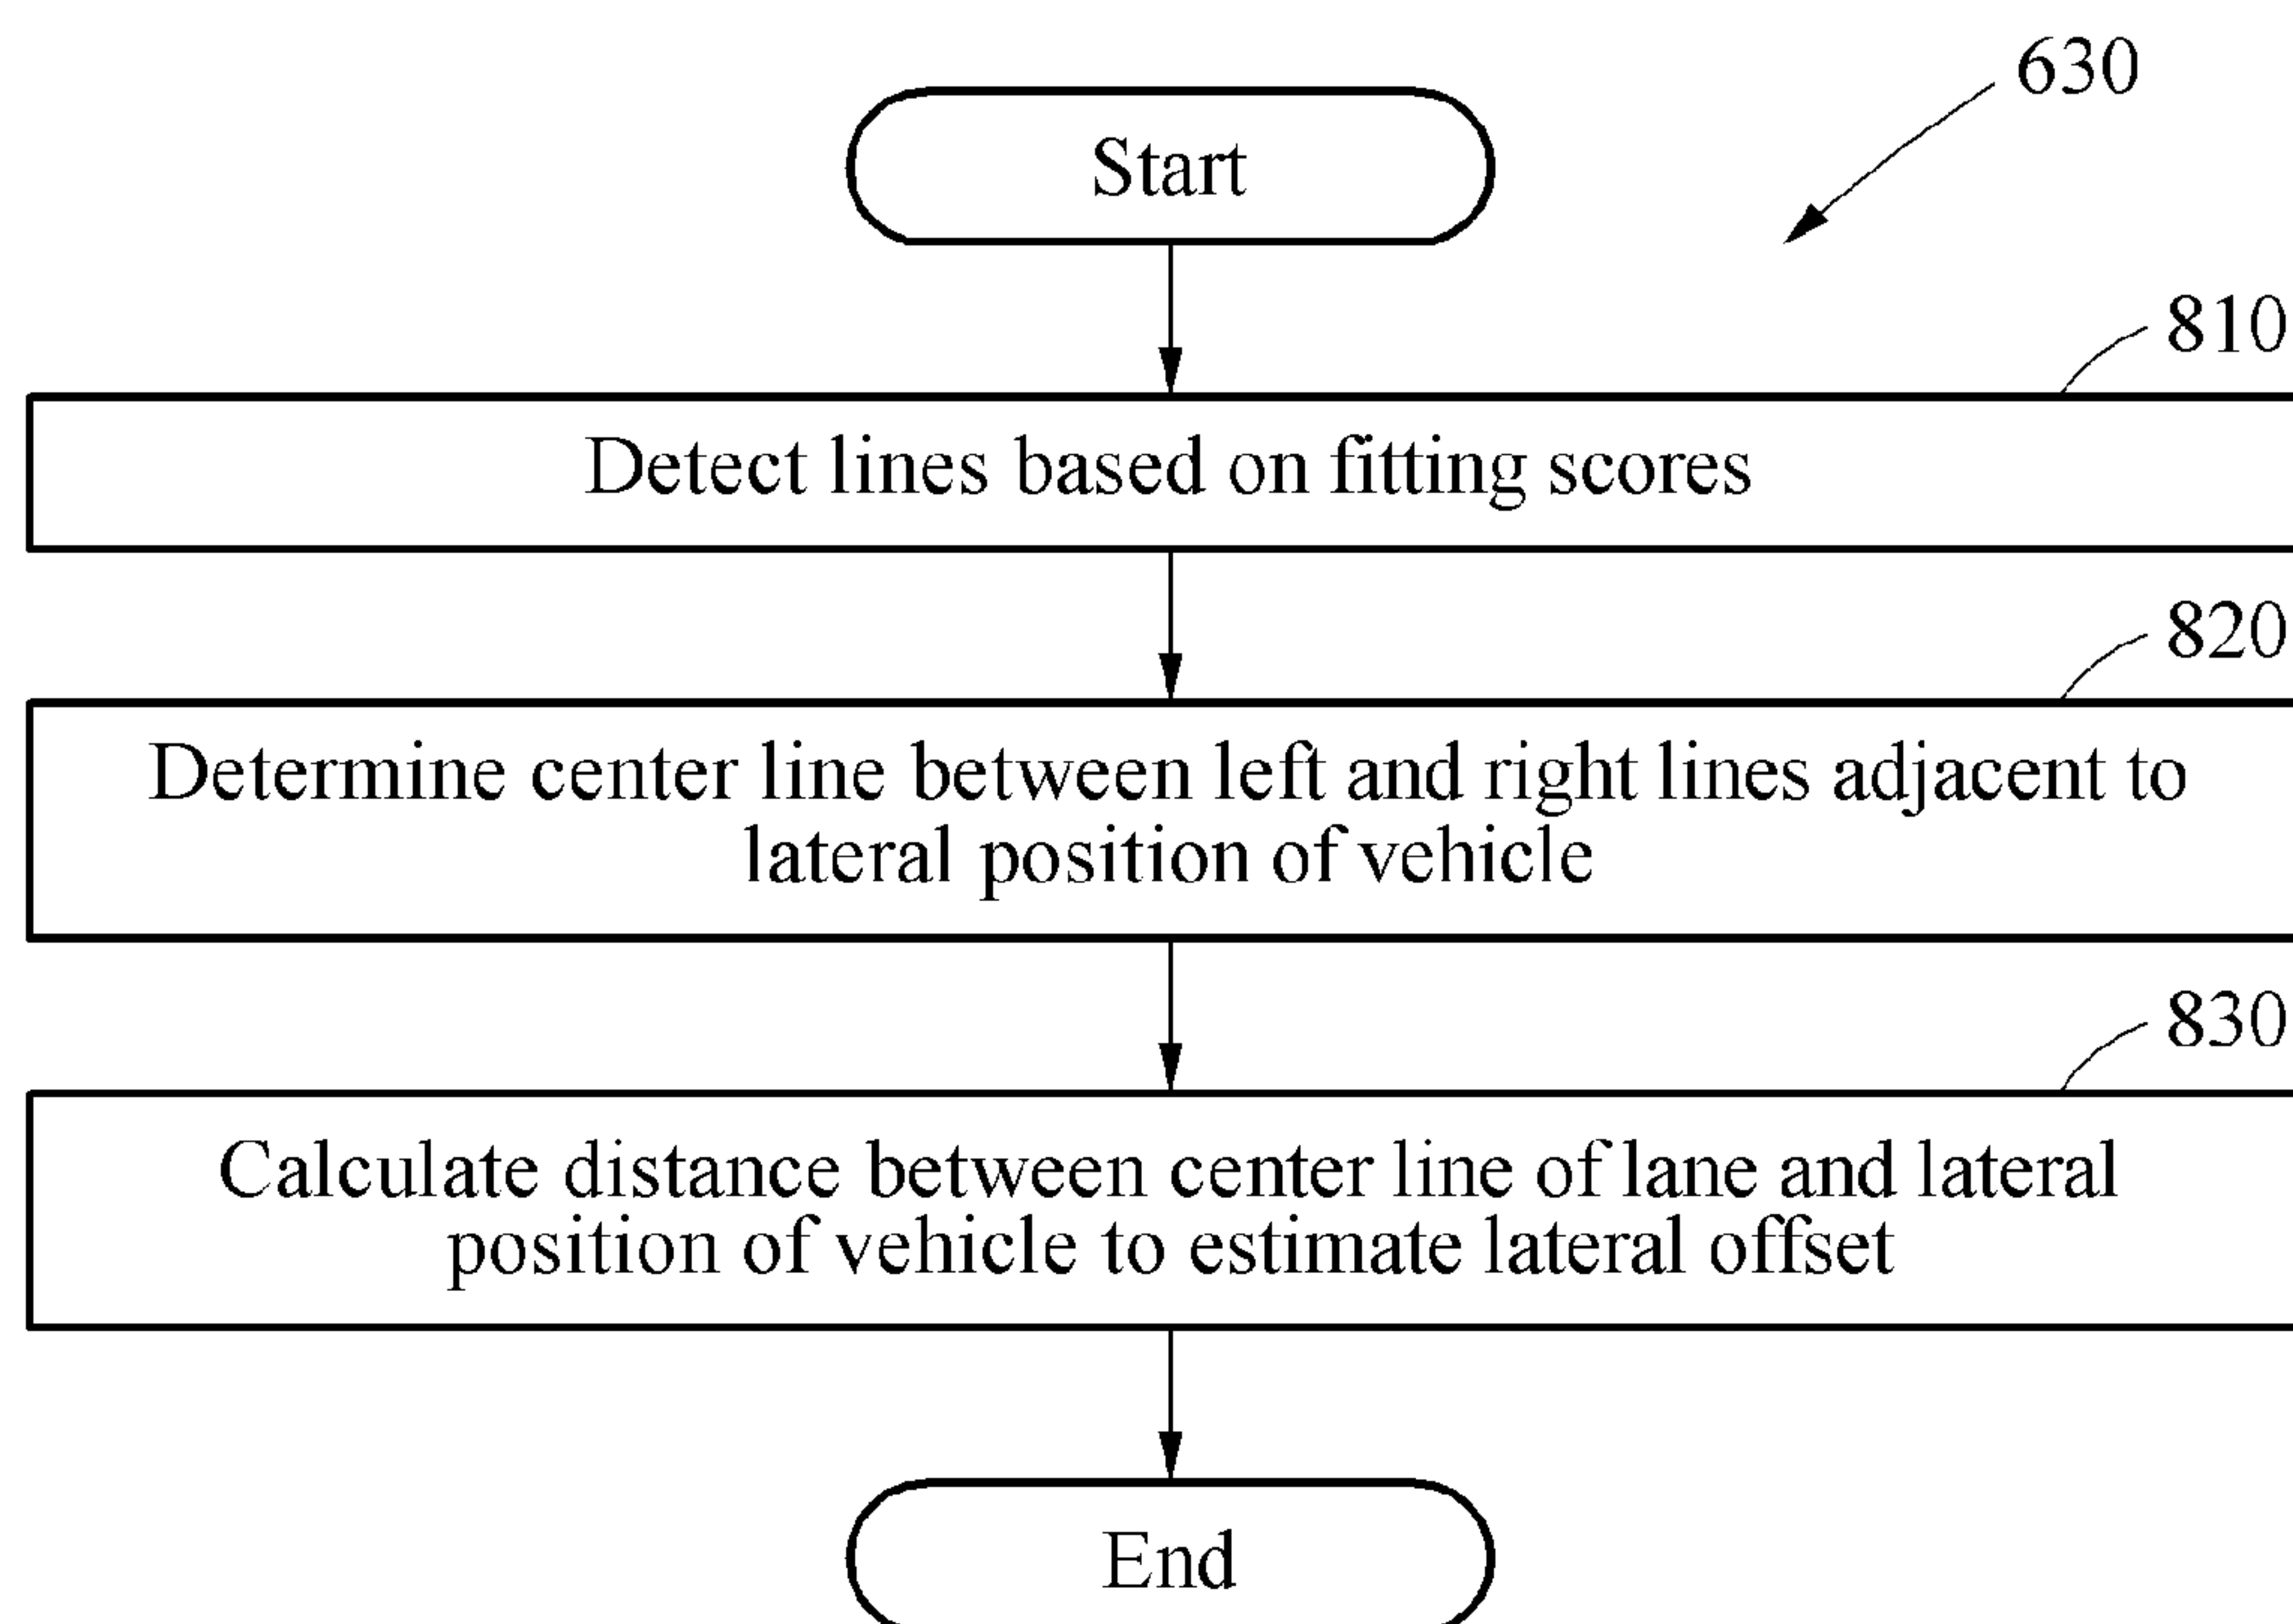 630
Start
810
Detect lines based on fitting scores
820
Determine center line between left and right lines adjacent to
lateral position of vehicle
830
Calculate distance between center line of lane and lateral
position of vehicle to estimate lateral offset
End